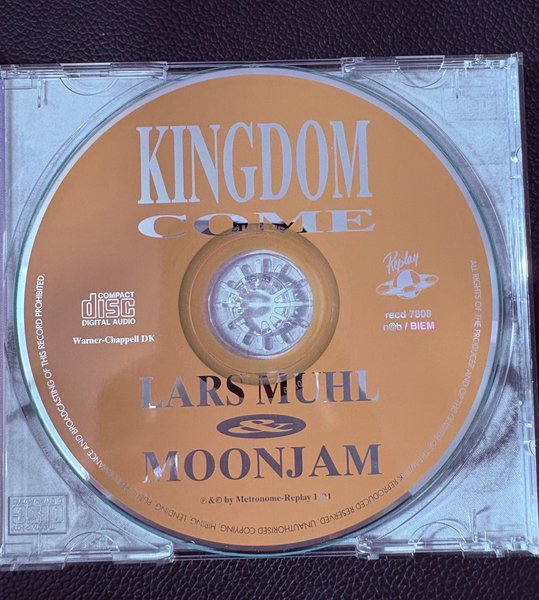 KINGDOM
COME
Replay
COMPACT
disc
DIGITAL AUDIO
recd 7808
n©b / BIEM
Warner-Chappell DK
LARS MUHL
&
MOONJAM
℗ & © by Metronome-Replay
ALL RIGHTS OF THE PRODUCER AND OF THE OWNER OF THE WORK REPRODUCED RESERVED. UNAUTHORISED COPYING, HIRING, LENDING, PUBLIC PERFORMANCE AND BROADCASTING OF THIS RECORD PROHIBITED.